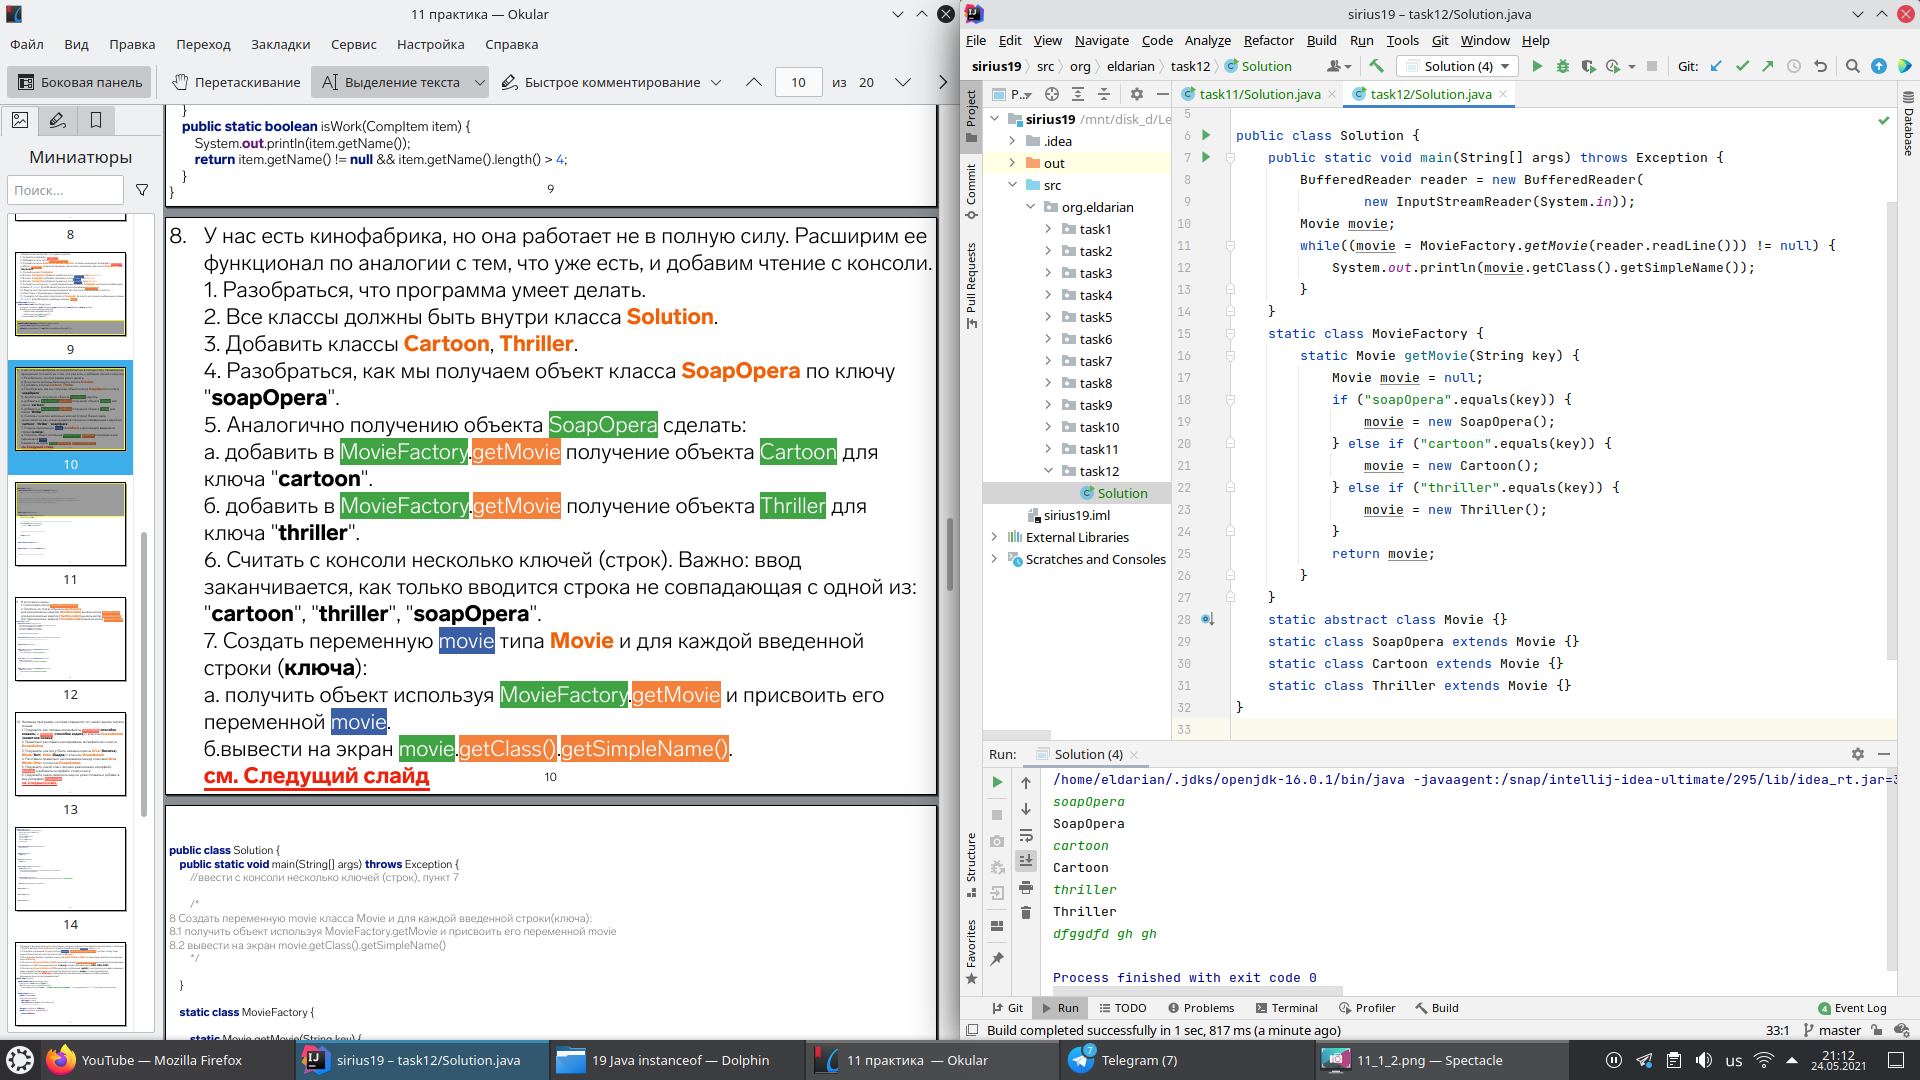 11 практика — Okular
Файл Вид Правка Переход Закладки Сервис Настройка Справка
Боковая панель Перетаскивание Выделение текста Быстрое комментирование 10 из 20
Миниатюры
Поиск...
8
9
10
11
12
13
14
}
public static boolean isWork(CompItem item) {
System.out.println(item.getName());
return item.getName() != null && item.getName().length() > 4;
}
}
9
8. У нас есть кинофабрика, но она работает не в полную силу. Расширим ее
функционал по аналогии с тем, что уже есть, и добавим чтение с консоли.
1. Разобраться, что программа умеет делать.
2. Все классы должны быть внутри класса Solution.
3. Добавить классы Cartoon, Thriller.
4. Разобраться, как мы получаем объект класса SoapOpera по ключу
"soapOpera".
5. Аналогично получению объекта SoapOpera сделать:
а. добавить в MovieFactory.getMovie получение объекта Cartoon для
ключа "cartoon".
б. добавить в MovieFactory.getMovie получение объекта Thriller для
ключа "thriller".
6. Считать с консоли несколько ключей (строк). Важно: ввод
заканчивается, как только вводится строка не совпадающая с одной из:
"cartoon", "thriller", "soapOpera".
7. Создать переменную movie типа Movie и для каждой введенной
строки (ключа):
а. получить объект используя MovieFactory.getMovie и присвоить его
переменной movie.
б.вывести на экран movie.getClass().getSimpleName().
см. Следущий слайд
10
public class Solution {
public static void main(String[] args) throws Exception {
//ввести с консоли несколько ключей (строк), пункт 7
/*
8 Создать переменную movie класса Movie и для каждой введенной строки(ключа):
8.1 получить объект используя MovieFactory.getMovie и присвоить его переменной movie
8.2 вывести на экран movie.getClass().getSimpleName()
*/
}
static class MovieFactory {
static Movie getMovie(String key) {
sirius19 – task12/Solution.java
File Edit View Navigate Code Analyze Refactor Build Run Tools Git Window Help
sirius19 src org eldarian task12 Solution Solution (4) Git:
Project
Commit
Pull Requests
Structure
Favorites
Database
P..
sirius19 /mnt/disk_d/Le
.idea
out
src
org.eldarian
task1
task2
task3
task4
task5
task6
task7
task8
task9
task10
task11
task12
Solution
sirius19.iml
External Libraries
Scratches and Consoles
task11/Solution.java task12/Solution.java
5
6 public class Solution {
7 public static void main(String[] args) throws Exception {
8 BufferedReader reader = new BufferedReader(
9 new InputStreamReader(System.in));
10 Movie movie;
11 while((movie = MovieFactory.getMovie(reader.readLine())) != null) {
12 System.out.println(movie.getClass().getSimpleName());
13 }
14 }
15 static class MovieFactory {
16 static Movie getMovie(String key) {
17 Movie movie = null;
18 if ("soapOpera".equals(key)) {
19 movie = new SoapOpera();
20 } else if ("cartoon".equals(key)) {
21 movie = new Cartoon();
22 } else if ("thriller".equals(key)) {
23 movie = new Thriller();
24 }
25 return movie;
26 }
27 }
28 static abstract class Movie {}
29 static class SoapOpera extends Movie {}
30 static class Cartoon extends Movie {}
31 static class Thriller extends Movie {}
32 }
33
Run: Solution (4)
/home/eldarian/.jdks/openjdk-16.0.1/bin/java -javaagent:/snap/intellij-idea-ultimate/295/lib/idea_rt.jar=3
soapOpera
SoapOpera
cartoon
Cartoon
thriller
Thriller
dfggdfd gh gh
Process finished with exit code 0
Git Run TODO Problems Terminal Profiler Build 4 Event Log
Build completed successfully in 1 sec, 817 ms (a minute ago) 33:1 master
YouTube — Mozilla Firefox sirius19 – task12/Solution.java 19 Java instanceof — Dolphin 11 практика — Okular 7 Telegram (7) 11_1_2.png — Spectacle us 21:12
24.05.2021